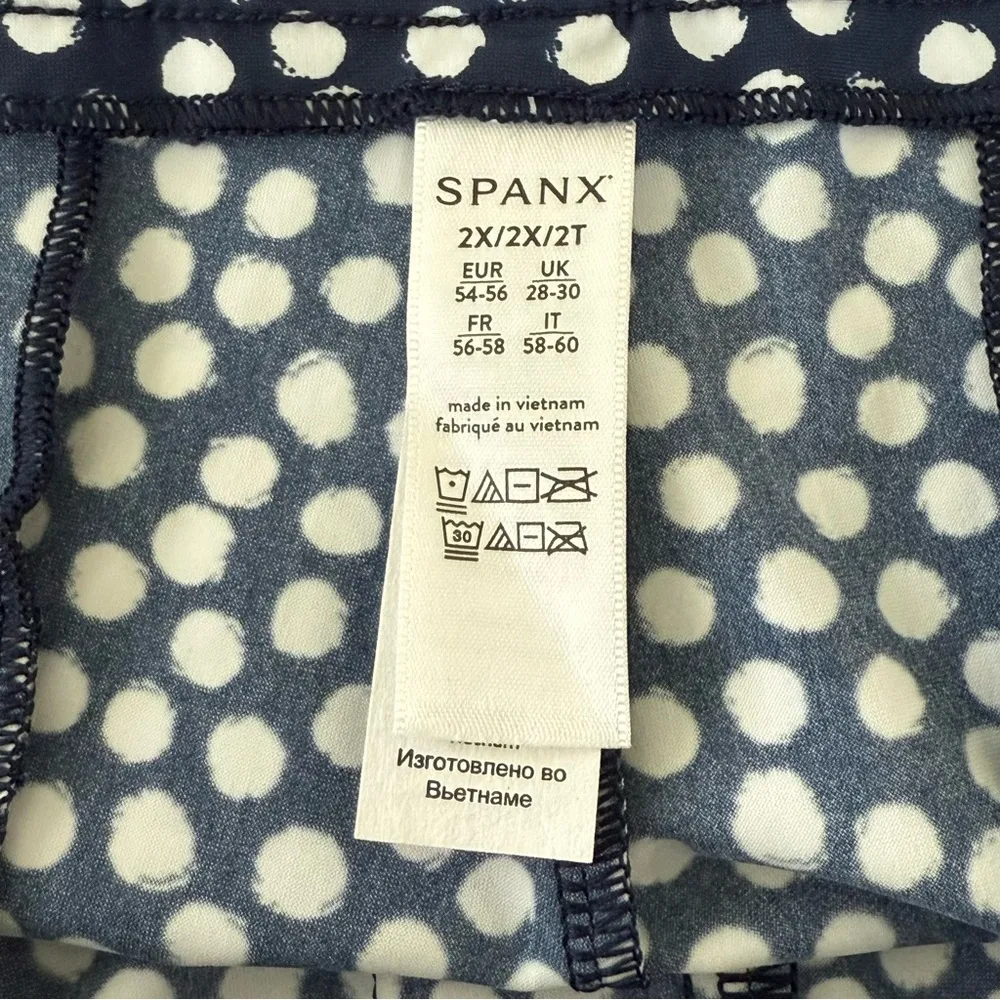 SPANX
2X/2X/2T
EUR UK
54-56 28-30
FR IT
56-58 58-60
made in vietnam
fabriqué au vietnam
30
Изготовлено во
Вьетнаме